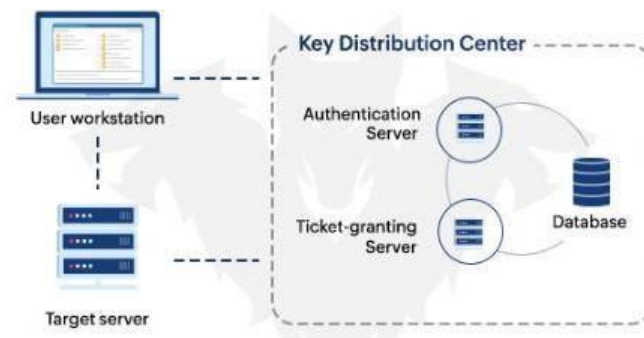 Key Distribution Center
User workstation
Authentication
Server
Ticket-granting
Server
Database
Target server